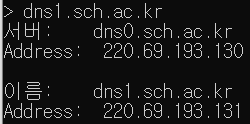 > dns1.sch.ac.kr
서버:    dns0.sch.ac.kr
Address:  220.69.193.130
이름:    dns1.sch.ac.kr
Address:  220.69.193.131